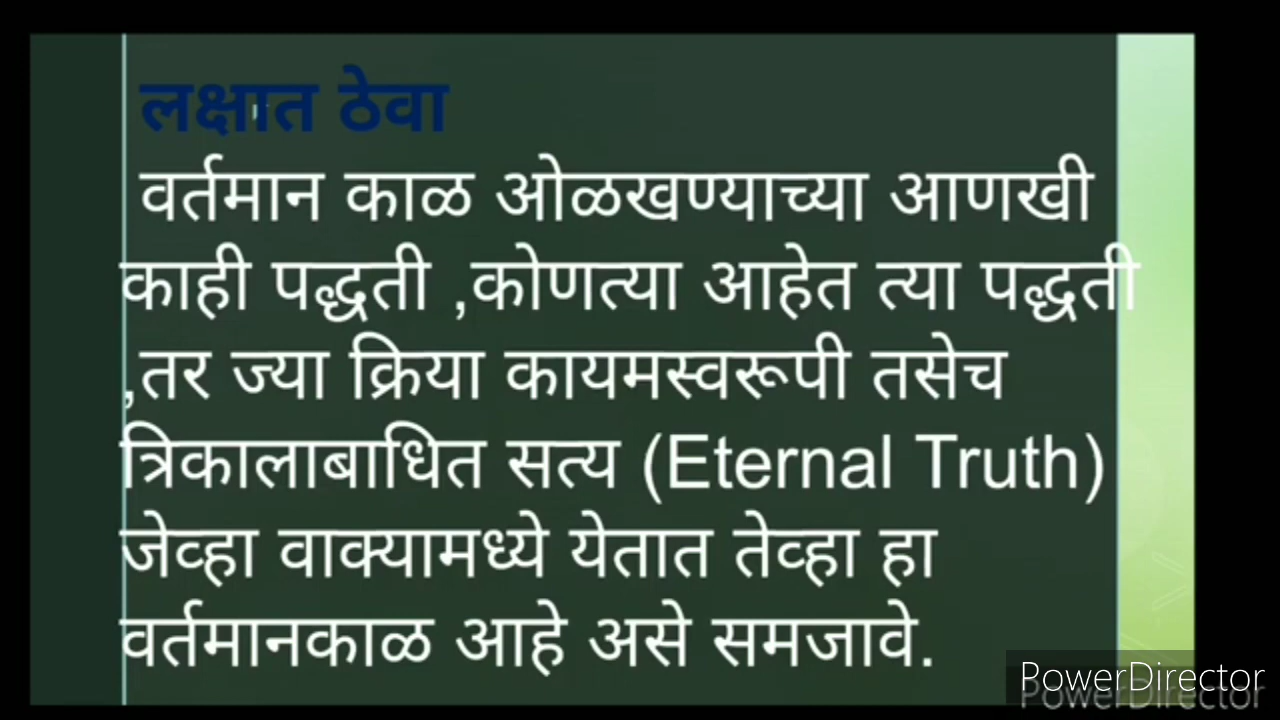 लक्षात ठेवा
वर्तमान काळ ओळखण्याच्या आणखी
काही पद्धती ,कोणत्या आहेत त्या पद्धती
,तर ज्या क्रिया कायमस्वरूपी तसेच
त्रिकालाबाधित सत्य (Eternal Truth)
जेव्हा वाक्यामध्ये येतात तेव्हा हा
वर्तमानकाळ आहे असे समजावे.
PowerDirector
PowerDirector